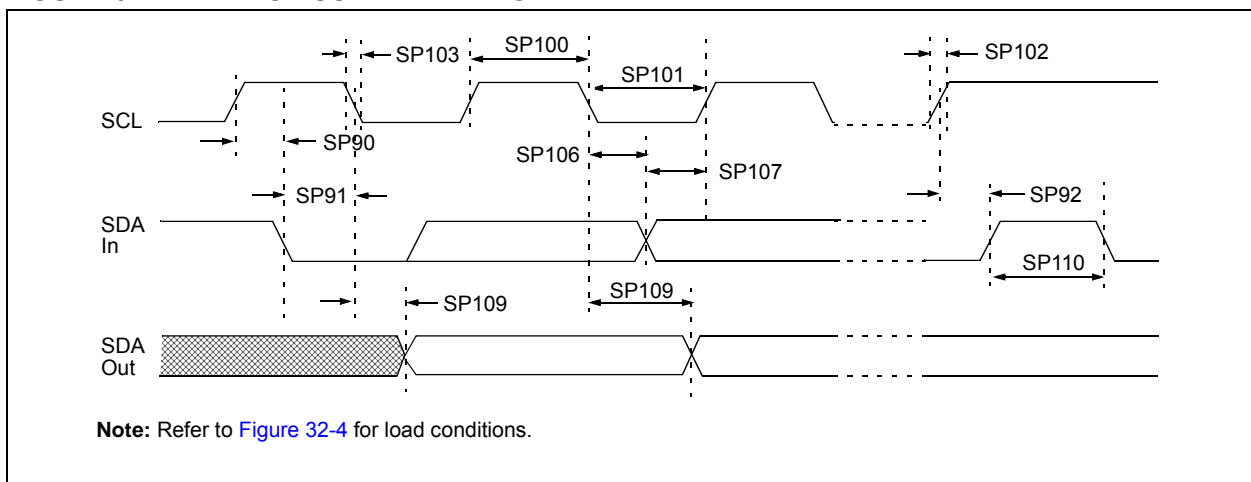 SP103
SP100
SP102
SP101
SCL
SP90
SP106
SP107
SP91
SP92
SDA
In
SP110
SP109
SP109
SDA
Out
Note: Refer to Figure 32-4 for load conditions.